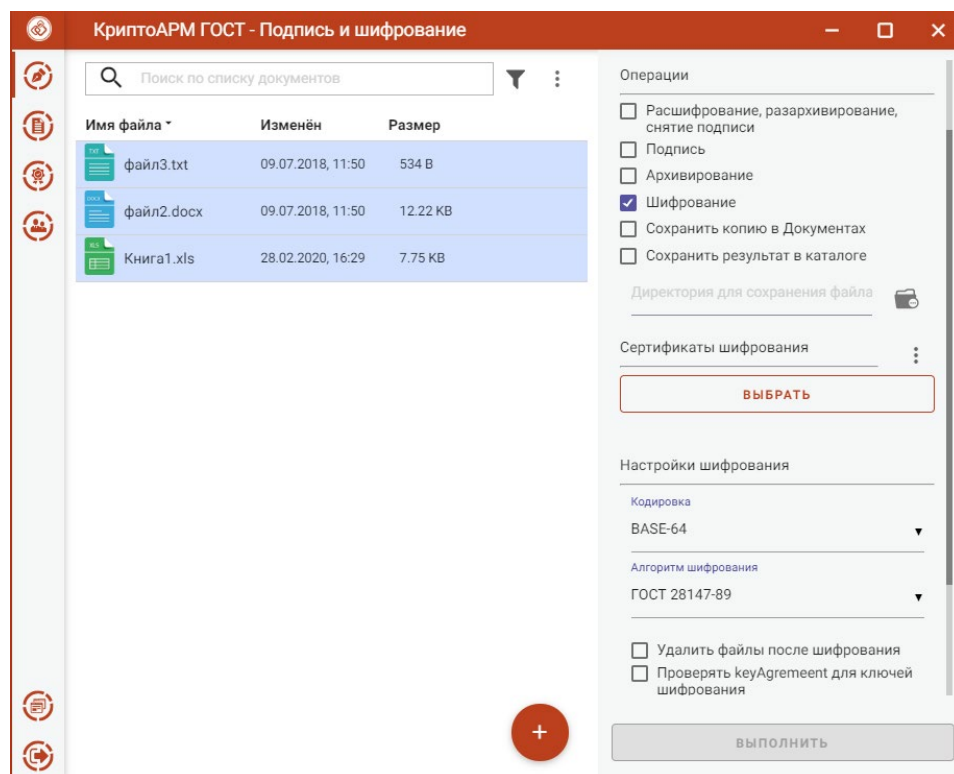 КриптоАРМ ГОСТ - Подпись и шифрование
Поиск по списку документов
Имя файла Изменён Размер
TXT
файл3.txt 09.07.2018, 11:50 534 B
DOCX
файл2.docx 09.07.2018, 11:50 12.22 KB
XLS
Книга1.xls 28.02.2020, 16:29 7.75 KB
Операции
Расшифрование, разархивирование,
снятие подписи
Подпись
Архивирование
Шифрование
Сохранить копию в Документах
Сохранить результат в каталоге
Директория для сохранения файла
Сертификаты шифрования
ВЫБРАТЬ
Настройки шифрования
Кодировка
BASE-64
Алгоритм шифрования
ГОСТ 28147-89
Удалить файлы после шифрования
Проверять keyAgremeent для ключей
шифрования
ВЫПОЛНИТЬ